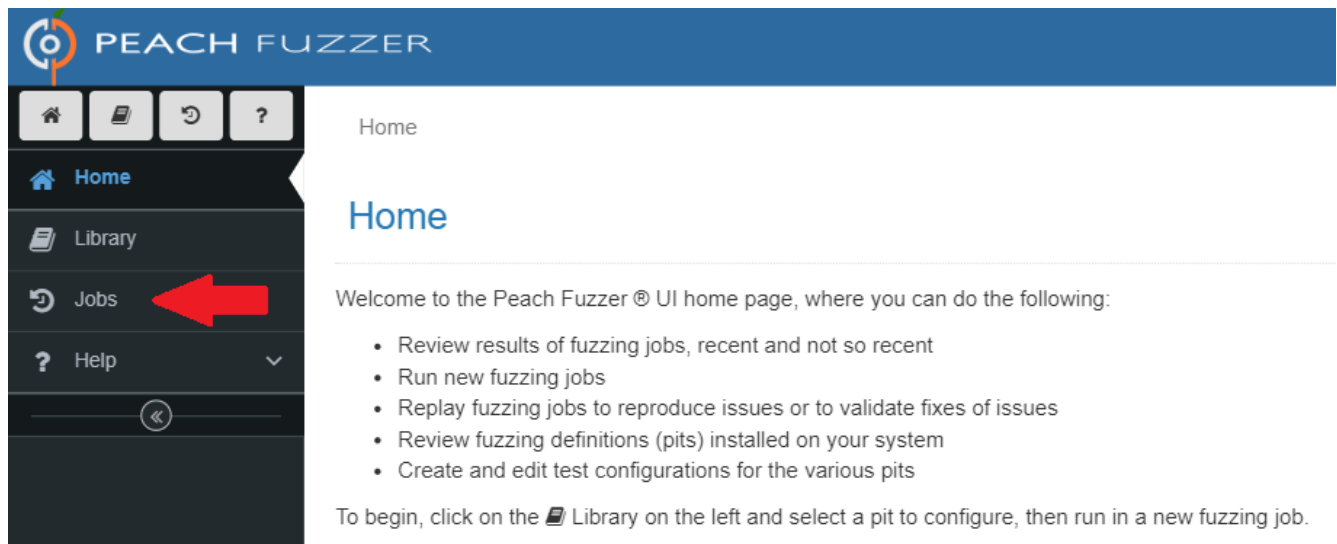 PEACH FUZZER
?
Home
Home
Library
Jobs
? Help
Home
Welcome to the Peach Fuzzer ® UI home page, where you can do the following:
• Review results of fuzzing jobs, recent and not so recent
• Run new fuzzing jobs
• Replay fuzzing jobs to reproduce issues or to validate fixes of issues
• Review fuzzing definitions (pits) installed on your system
• Create and edit test configurations for the various pits
To begin, click on the Library on the left and select a pit to configure, then run in a new fuzzing job.